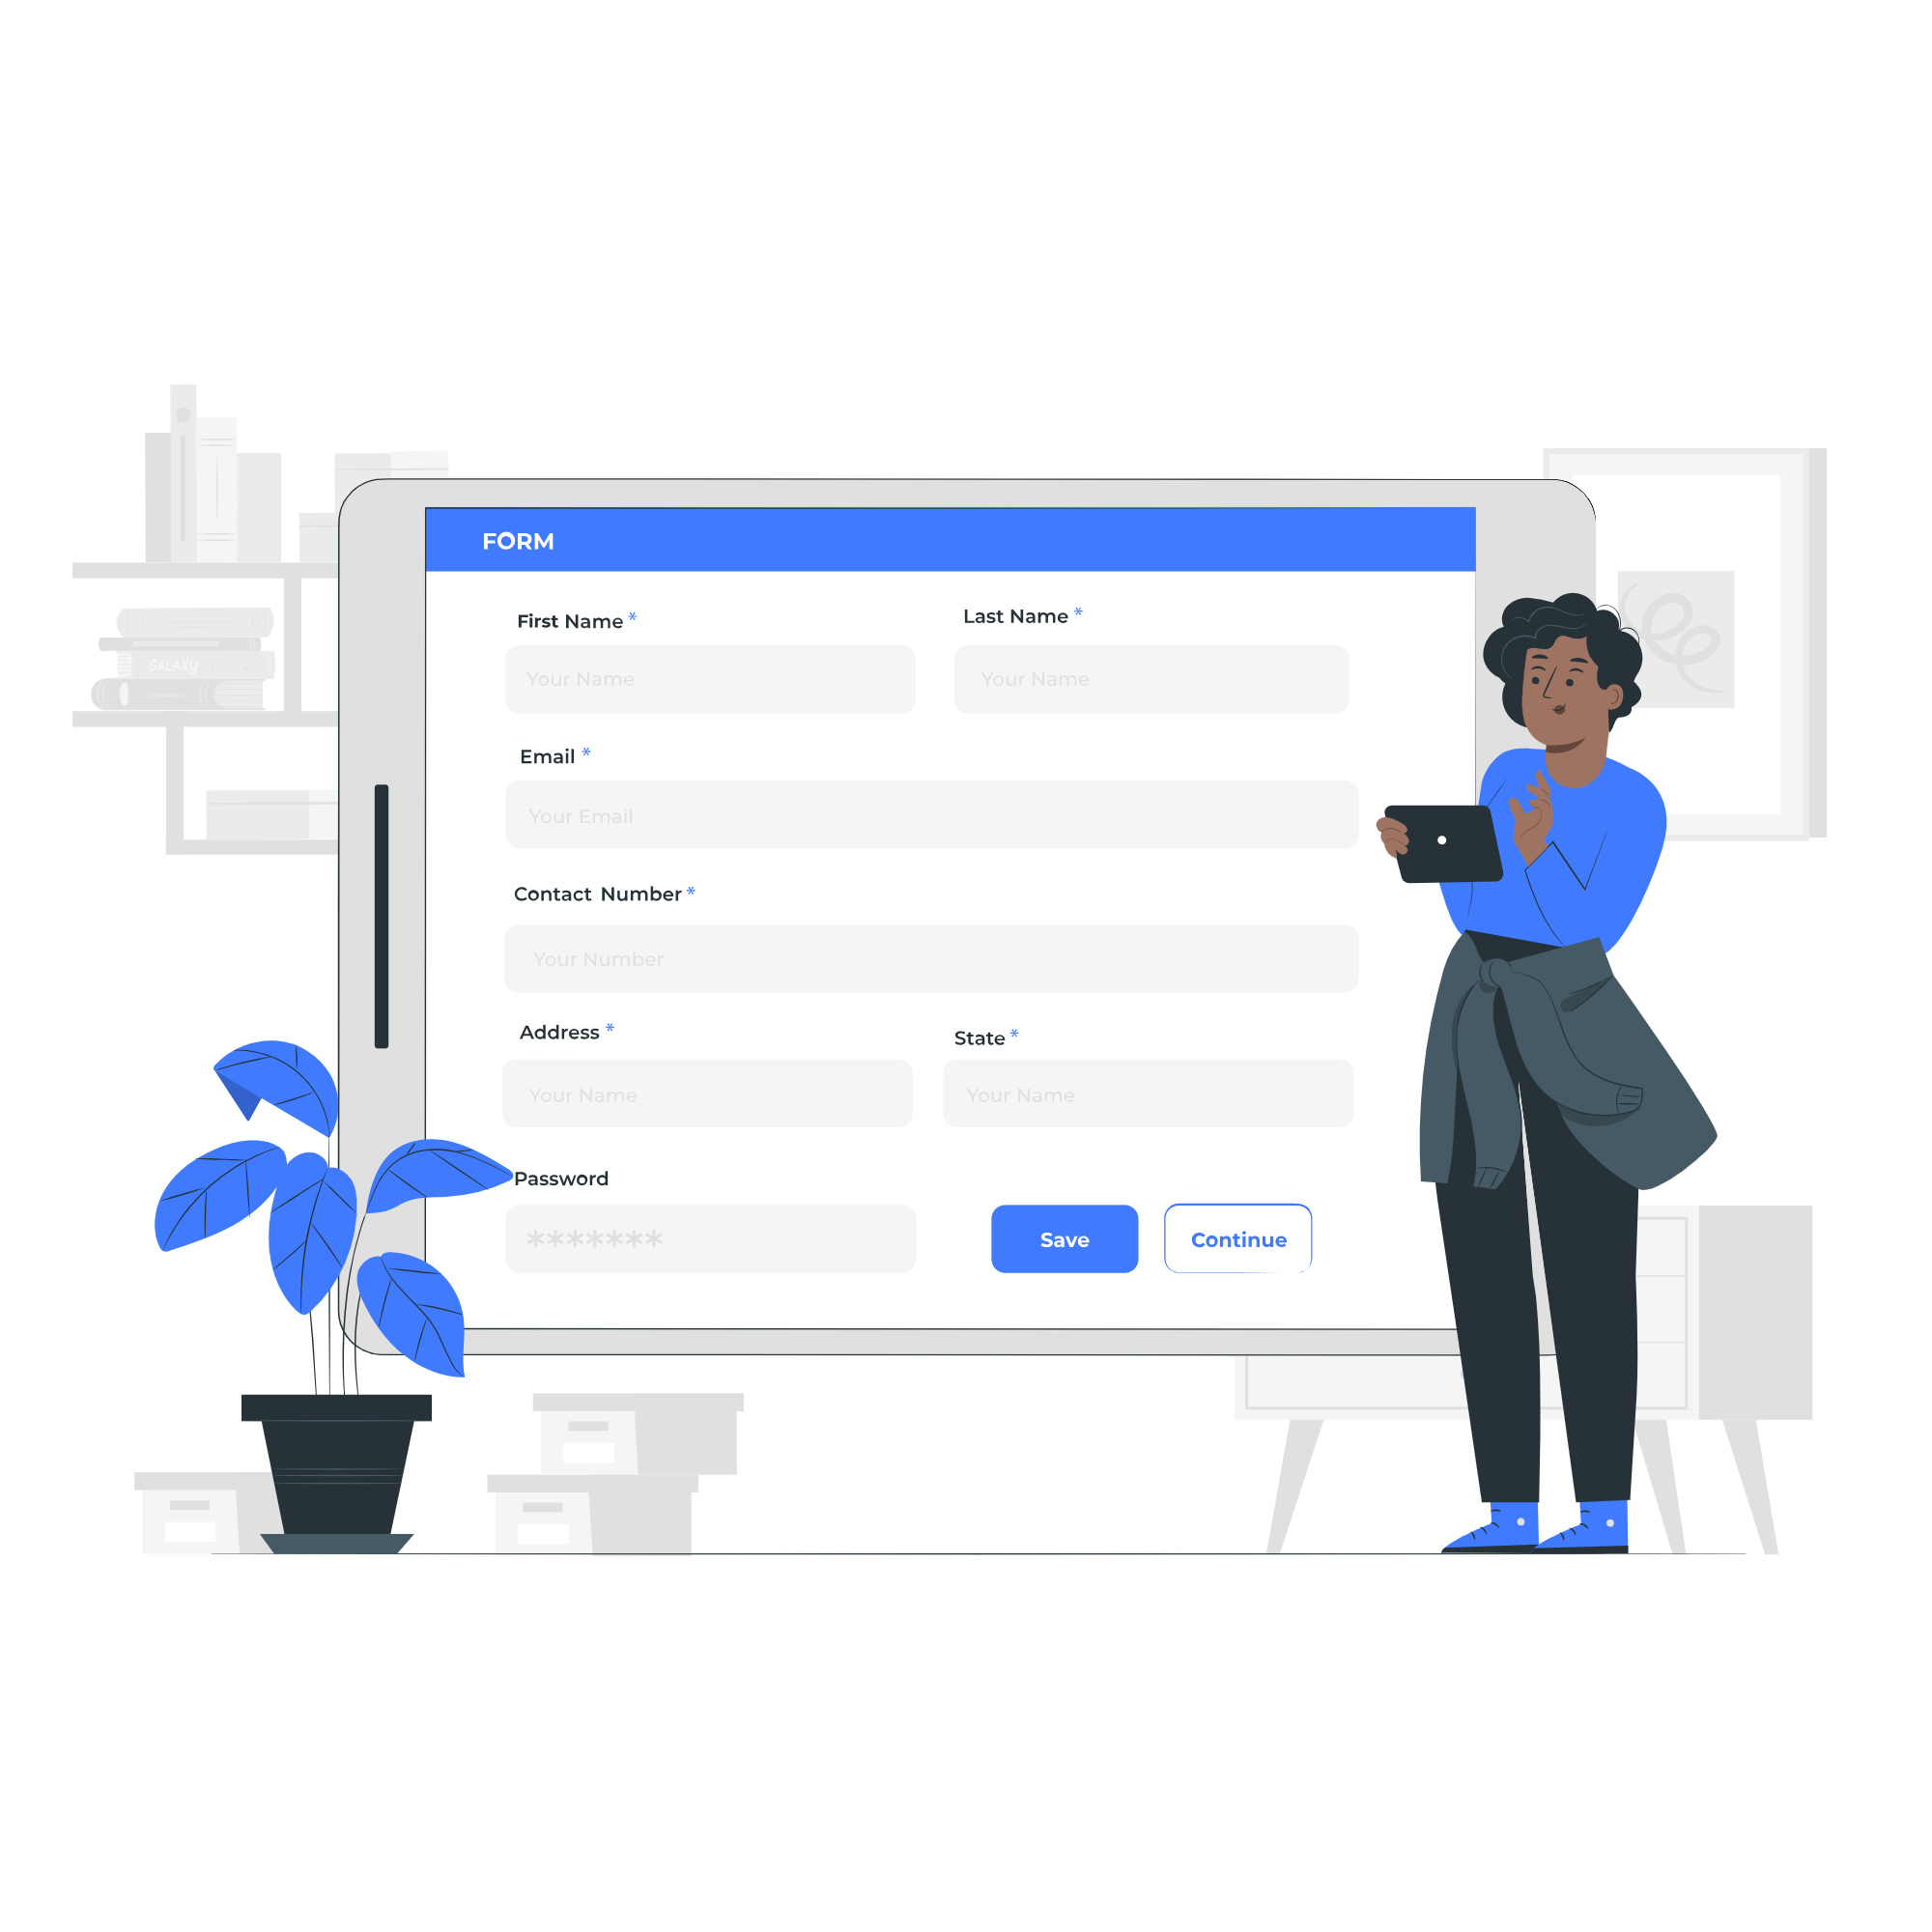 FORM
First Name *
Last Name *
Your Name
Your Name
Email *
Your Email
Contact Number *
Your Number
Address *
State *
Your Name
Your Name
Password
*******
Save
Continue
GALAXY